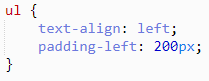 ul {
    text-align: left;
    padding-left: 200px;
}